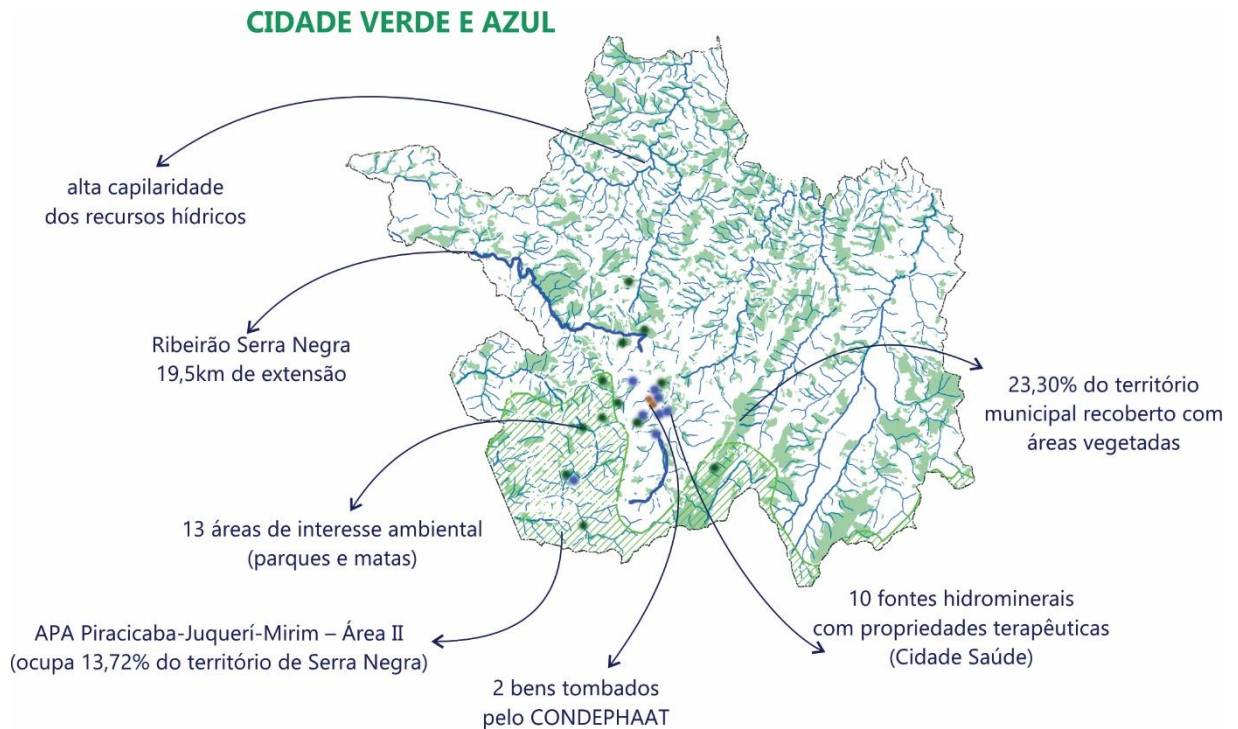 CIDADE VERDE E AZUL
alta capilaridade
dos recursos hídricos
Ribeirão Serra Negra
19,5km de extensão
23,30% do território
municipal recoberto com
áreas vegetadas
13 áreas de interesse ambiental
(parques e matas)
APA Piracicaba-Juquerí-Mirim – Área II
(ocupa 13,72% do território de Serra Negra)
10 fontes hidrominerais
com propriedades terapêuticas
(Cidade Saúde)
2 bens tombados
pelo CONDEPHAAT